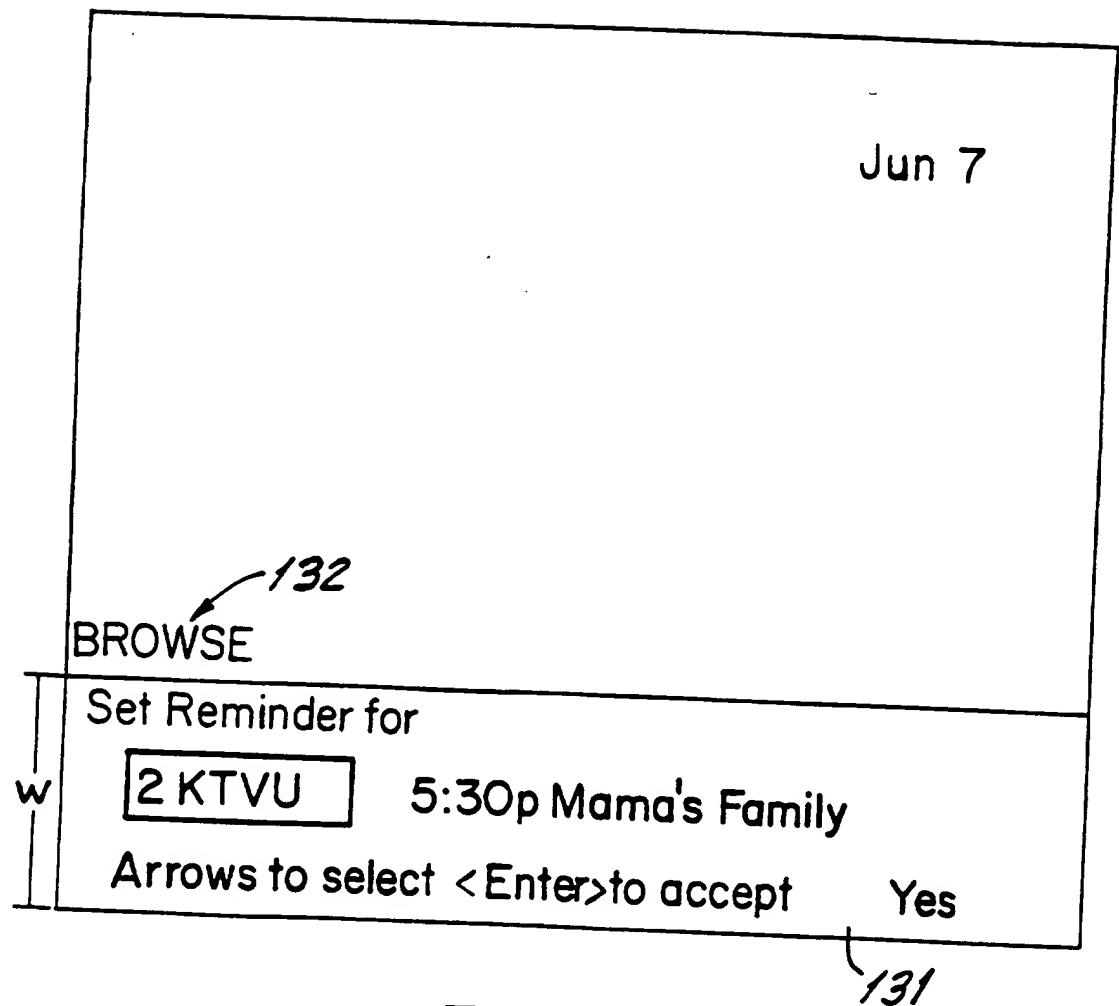 Jun 7
132
BROWSE
Set Reminder for
W
2 KTVU 5:30p Mama's Family
Arrows to select <Enter>to accept Yes
131